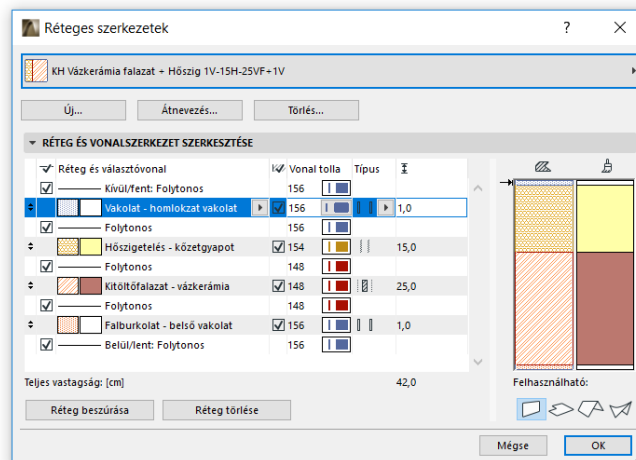 Réteges szerkezetek
KH Vázkerámia falazat + Hőszig 1V-15H-25VF+1V
Új... Átnevezés... Törlés...
RÉTEG ÉS VONALSZERKEZET SZERKESZTÉSE
Réteg és választóvonal Vonal tolla Típus
Kívül/fent: Folytonos 156
Vakolat - homlokzat vakolat 156 1,0
Folytonos 156
Hőszigetelés - kőzetgyapot 154 15,0
Folytonos 148
Kitöltőfalazat - vázkerámia 148 25,0
Folytonos 148
Falburkolat - belső vakolat 156 1,0
Belül/lent: Folytonos 156
Teljes vastagság: [cm] 42,0
Felhasználható:
Réteg beszúrása Réteg törlése
Mégse OK